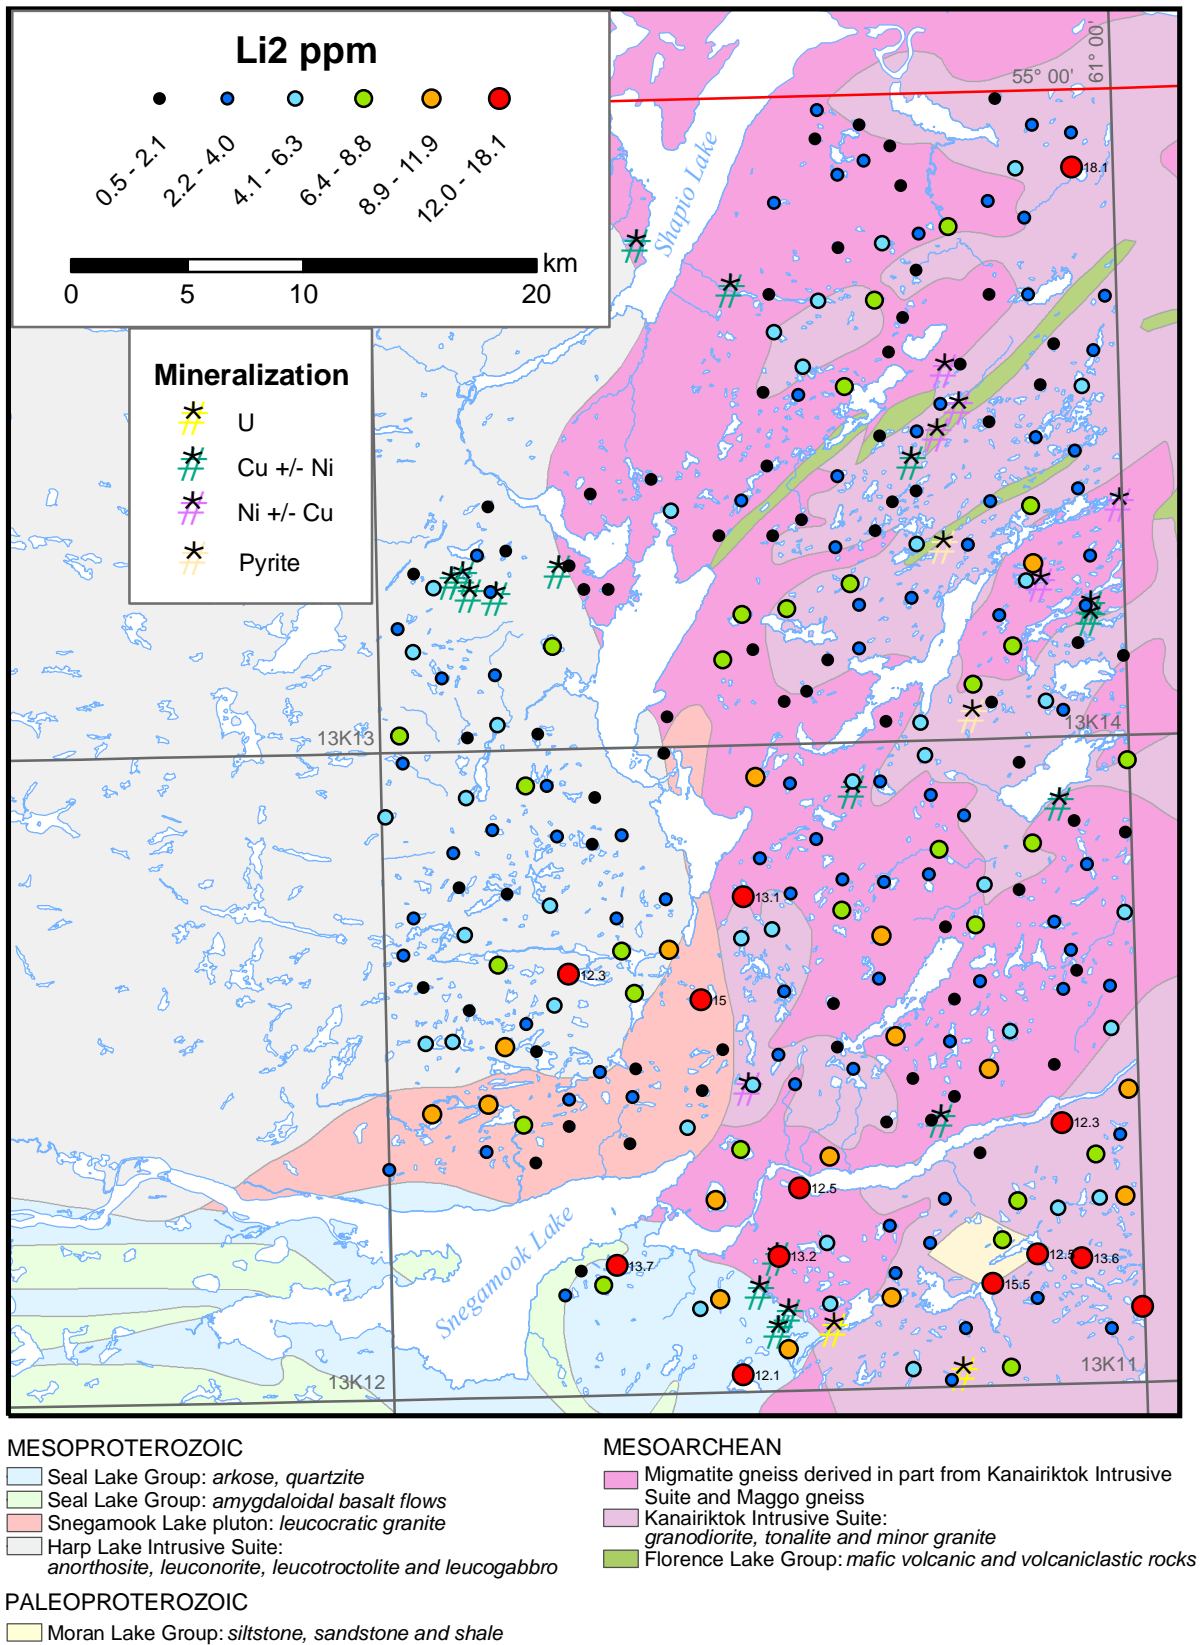 Li2 ppm
0.5 - 2.1
2.2 - 4.0
4.1 - 6.3
6.4 - 8.8
8.9 - 11.9
12.0 - 18.1
km
0 5 10 20
Mineralization
U
Cu +/- Ni
Ni +/- Cu
Pyrite
55° 00'
61° 00'
Shapio Lake
18.1
13K13
13K14
13.1
12.3
15
12.3
12.5
Snegamook Lake
13.2
13.7
12.5
13.6
15.5
12.1
13K12
13K11
MESOPROTEROZOIC
Seal Lake Group: arkose, quartzite
Seal Lake Group: amygdaloidal basalt flows
Snegamook Lake pluton: leucocratic granite
Harp Lake Intrusive Suite:
anorthosite, leuconorite, leucotroctolite and leucogabbro
PALEOPROTEROZOIC
Moran Lake Group: siltstone, sandstone and shale
MESOARCHEAN
Migmatite gneiss derived in part from Kanairiktok Intrusive
Suite and Maggo gneiss
Kanairiktok Intrusive Suite:
granodiorite, tonalite and minor granite
Florence Lake Group: mafic volcanic and volcaniclastic rocks